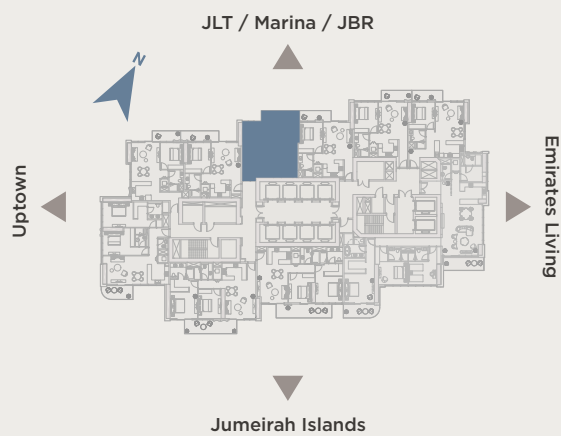 JLT / Marina / JBR
N
Uptown
Emirates Living
Jumeirah Islands